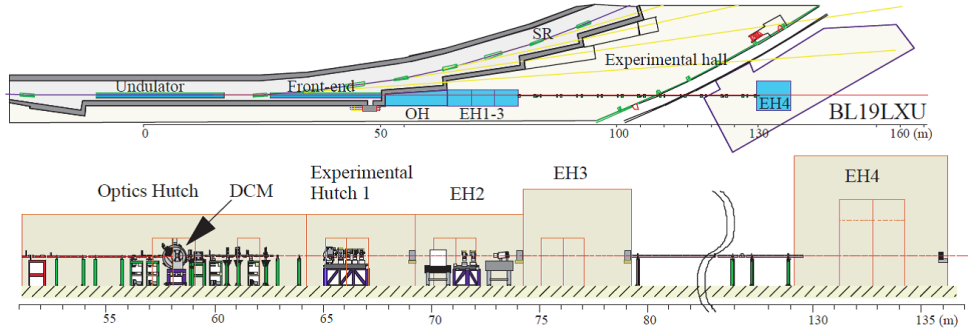 SR
Experimental hall
Undulator
Front-end
OH
EH1-3
EH4
BL19LXU
0
50
100
130
160 (m)
Optics Hutch
DCM
Experimental
Hutch 1
EH2
EH3
EH4
55
60
65
70
75
80
130
135 (m)